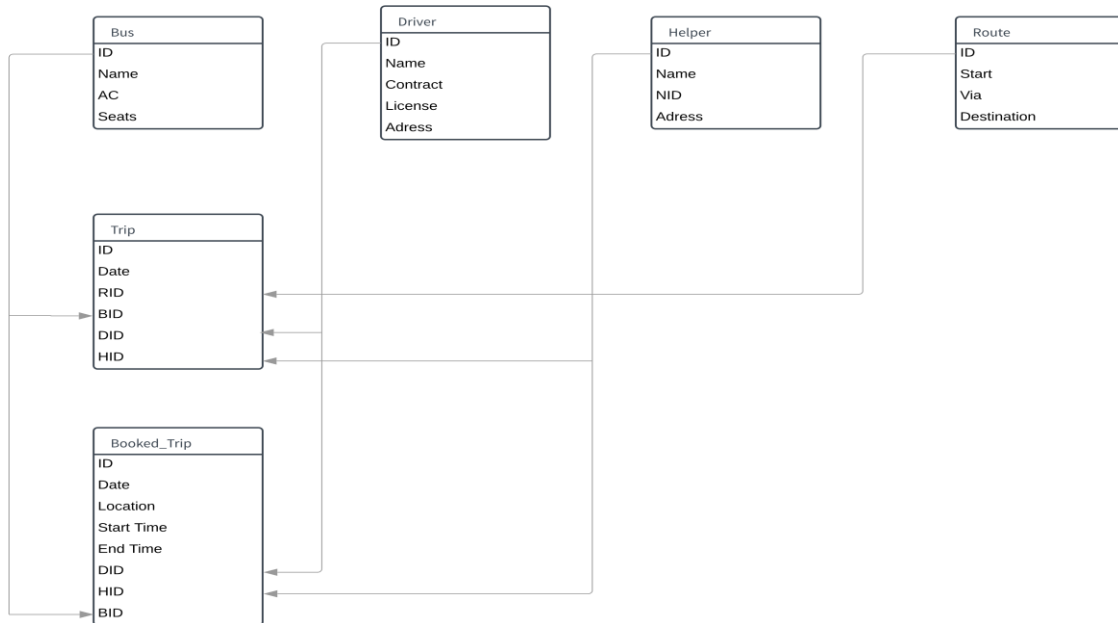 Bus
ID
Name
AC
Seats
Driver
ID
Name
Contract
License
Adress
Helper
ID
Name
NID
Adress
Route
ID
Start
Via
Destination
Trip
ID
Date
RID
BID
DID
HID
Booked_Trip
ID
Date
Location
Start Time
End Time
DID
HID
BID